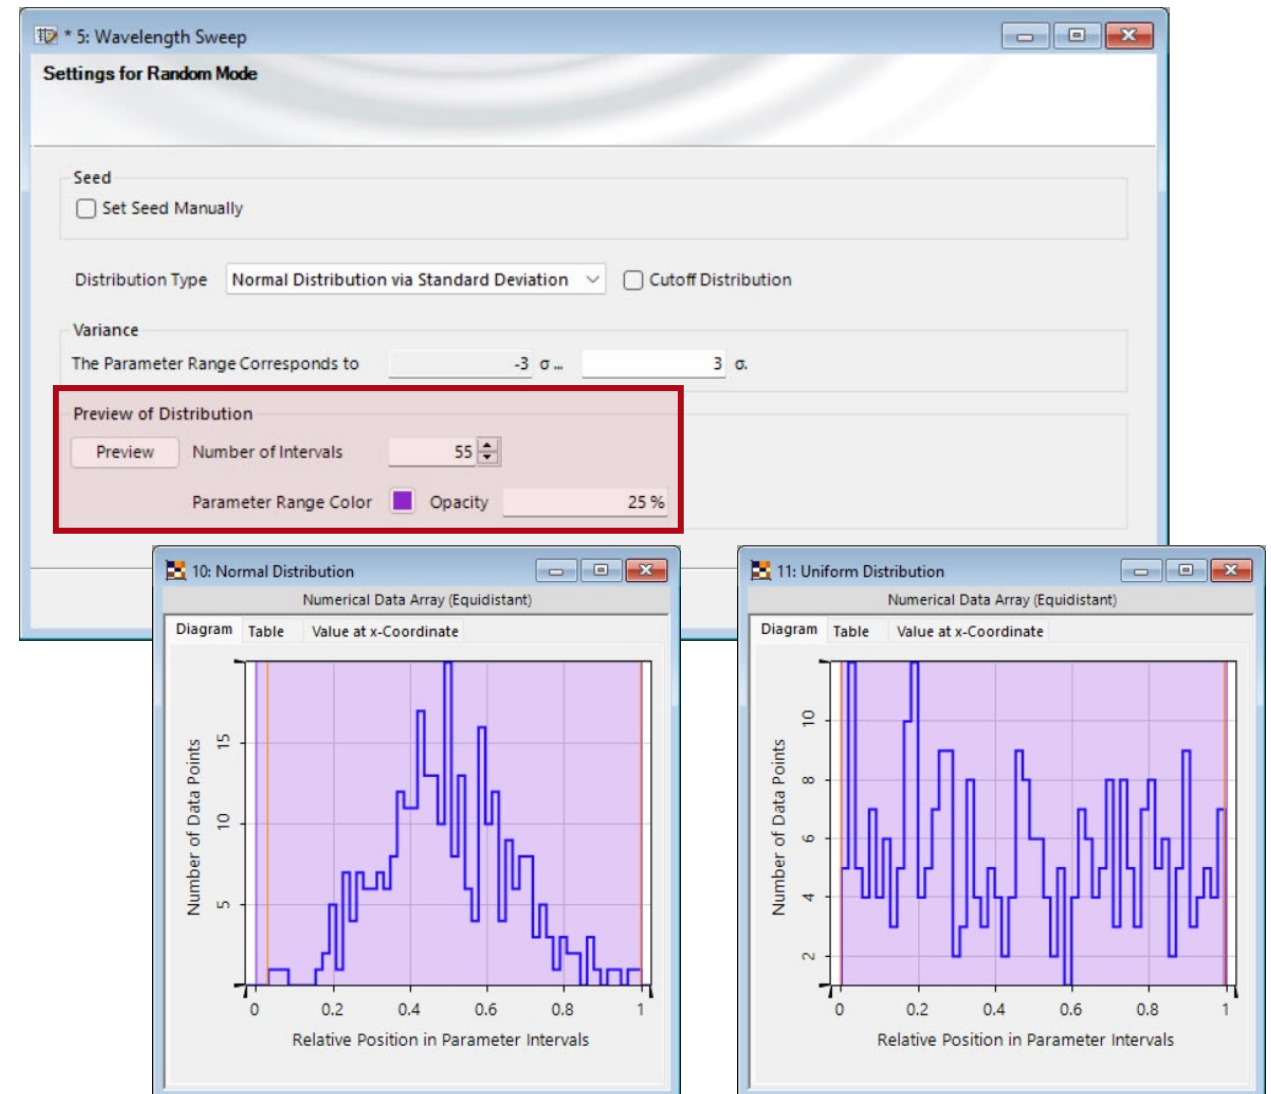 * 5: Wavelength Sweep
Settings for Random Mode
Seed
Set Seed Manually
Distribution Type Normal Distribution via Standard Deviation Cutoff Distribution
Variance
The Parameter Range Corresponds to -3 σ ... 3 σ.
Preview of Distribution
Preview Number of Intervals 55
Parameter Range Color Opacity 25 %
10: Normal Distribution
Numerical Data Array (Equidistant)
Diagram Table Value at x-Coordinate
Number of Data Points
15
10
5
0 0.2 0.4 0.6 0.8 1
Relative Position in Parameter Intervals
11: Uniform Distribution
Numerical Data Array (Equidistant)
Diagram Table Value at x-Coordinate
Number of Data Points
10
8
6
4
2
0 0.2 0.4 0.6 0.8 1
Relative Position in Parameter Intervals